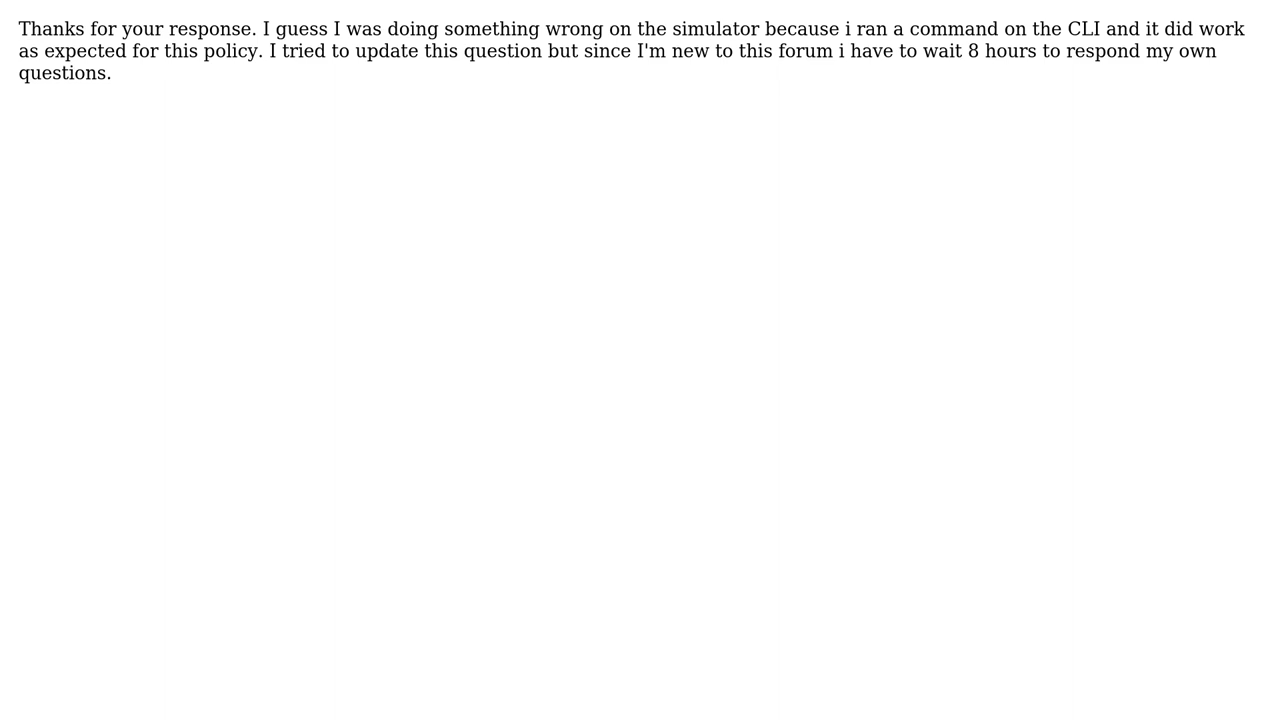 Thanks for your response. I guess I was doing something wrong on the simulator because i ran a command on the CLI and it did work
as expected for this policy. I tried to update this question but since I'm new to this forum i have to wait 8 hours to respond my own
questions.